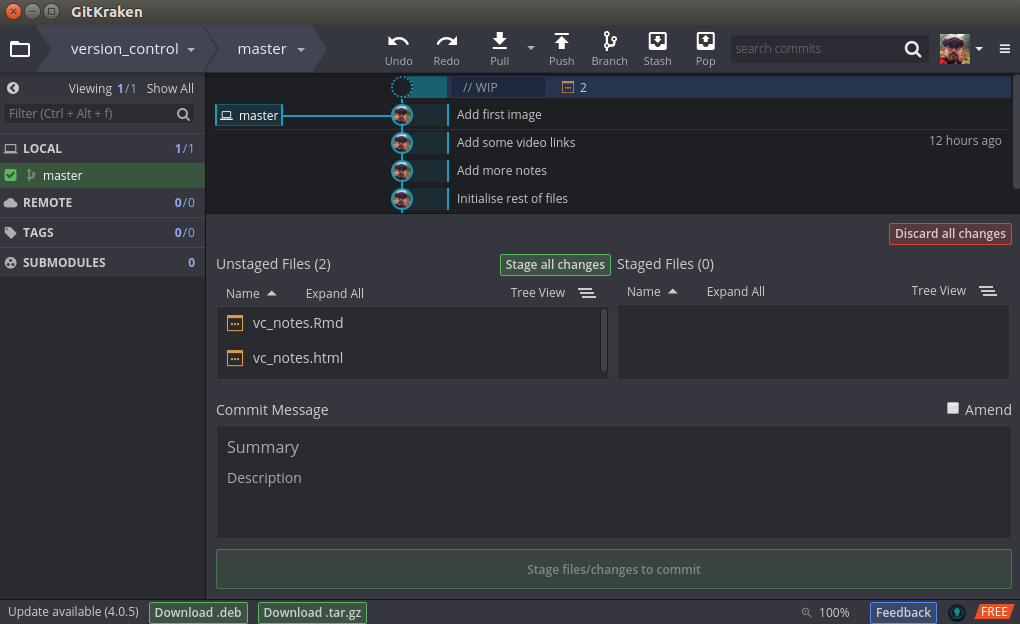 GitKraken
version_control master Undo Redo Pull Push Branch Stash Pop search commits
Viewing 1/1 Show All
Filter (Ctrl + Alt + f)
LOCAL 1/1
master
REMOTE 0/0
TAGS 0/0
SUBMODULES 0
// WIP 2
master Add first image
Add some video links 12 hours ago
Add more notes
Initialise rest of files
Discard all changes
Unstaged Files (2) Stage all changes Staged Files (0)
Name Expand All Tree View Name Expand All Tree View
vc_notes.Rmd
vc_notes.html
Commit Message Amend
Summary
Description
Stage files/changes to commit
Update available (4.0.5) Download .deb Download .tar.gz 100% Feedback FREE